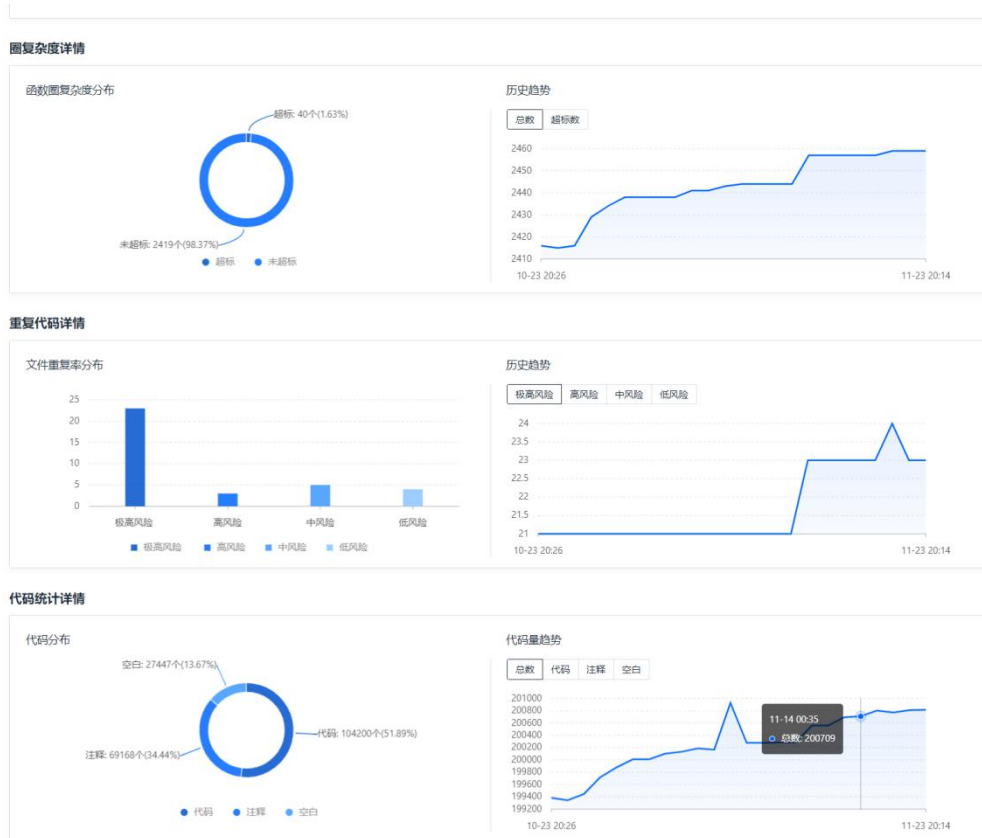 圈复杂度详情
函数圈复杂度分布
超标: 40个(1.63%)
未超标: 2419个(98.37%)
超标 未超标
历史趋势
总数 超标数
2460
2450
2440
2430
2420
2410
10-23 20:26 11-23 20:14
重复代码详情
文件重复率分布
25
20
15
10
5
0
极高风险 高风险 中风险 低风险
极高风险 高风险 中风险 低风险
历史趋势
极高风险 高风险 中风险 低风险
24
23.5
23
22.5
22
21.5
21
10-23 20:26 11-23 20:14
代码统计详情
代码分布
空白: 27447个(13.67%)
代码: 104200个(51.89%)
注释: 69168个(34.44%)
代码 注释 空白
代码量趋势
总数 代码 注释 空白
201000
200800
200600
200400
200200
200000
199800
199600
199400
199200
11-14 00:35
总数: 200709
10-23 20:26 11-23 20:14